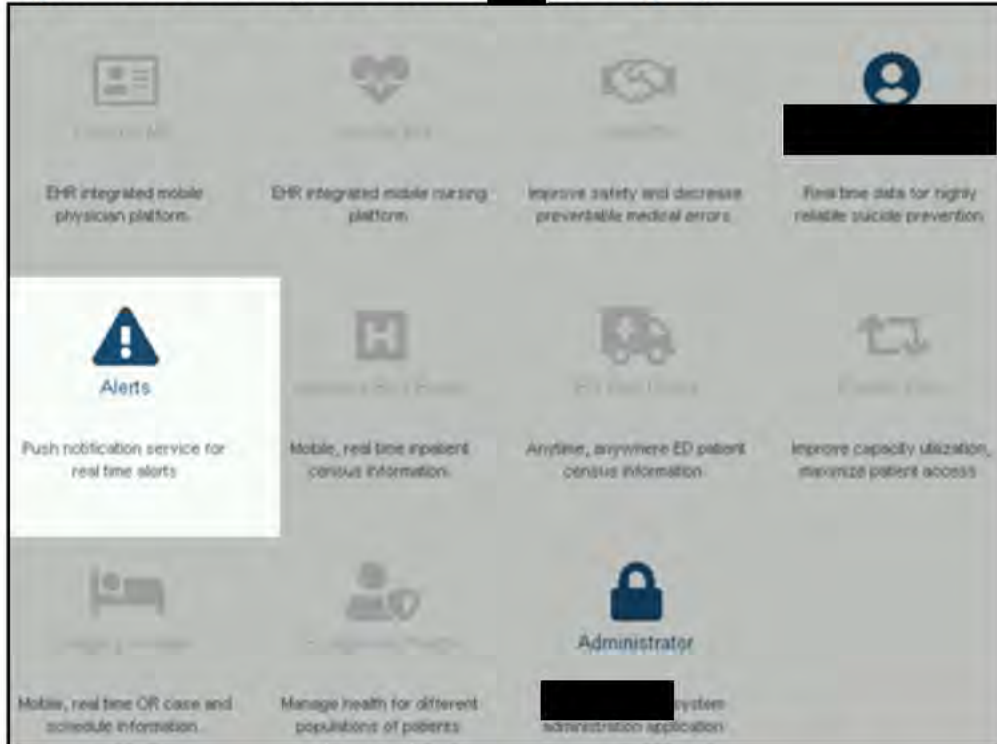 EHR integrated mobile
physician platform.
EHR integrated mobile nursing
platform.
Improve safety and decrease
preventable medical errors
Real time data for highly
reliable suicide prevention
Alerts
Push notification service for
real time alerts
Mobile, real time inpatient
census information.
Anytime, anywhere ED patient
census information.
Improve capacity utilization,
maximize patient access
Administrator
Mobile, real time OR case and
schedule information.
Manage health for different
populations of patients
system
administration application